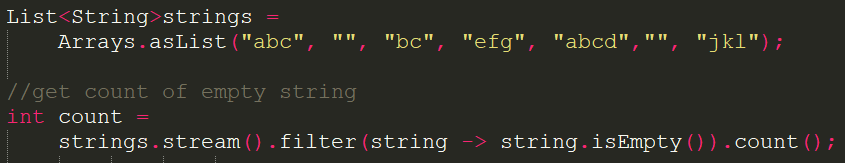 List<String>strings =
Arrays.asList("abc", "", "bc", "efg", "abcd","", "jkl");
//get count of empty string
int count =
strings.stream().filter(string -> string.isEmpty()).count();